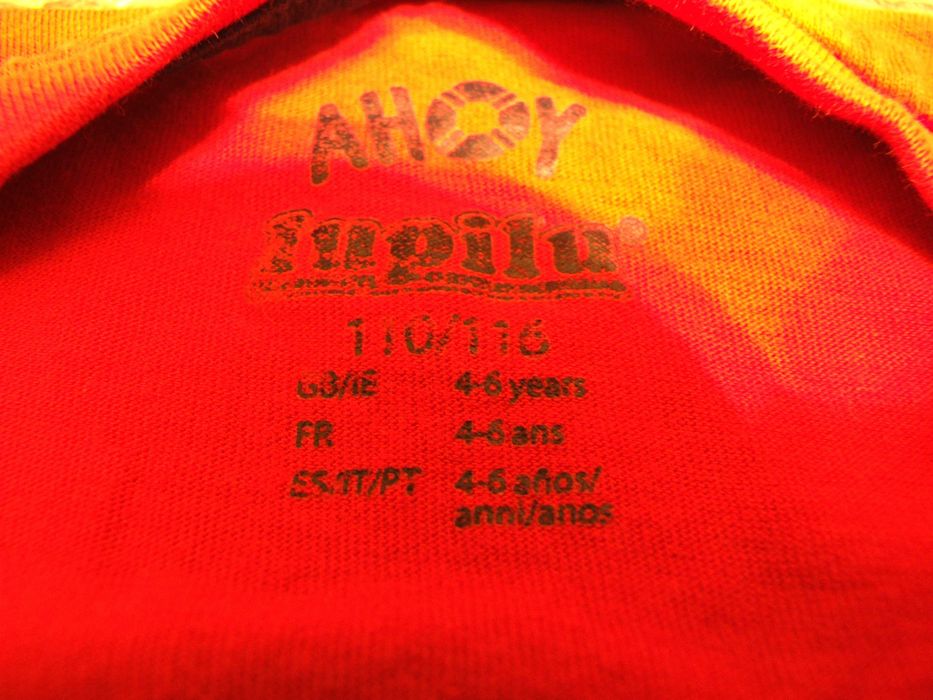 AHOY
lupilu®
110/116
GB/IE 4-6 years
FR 4-6 ans
ES/IT/PT 4-6 años/
anni/anos